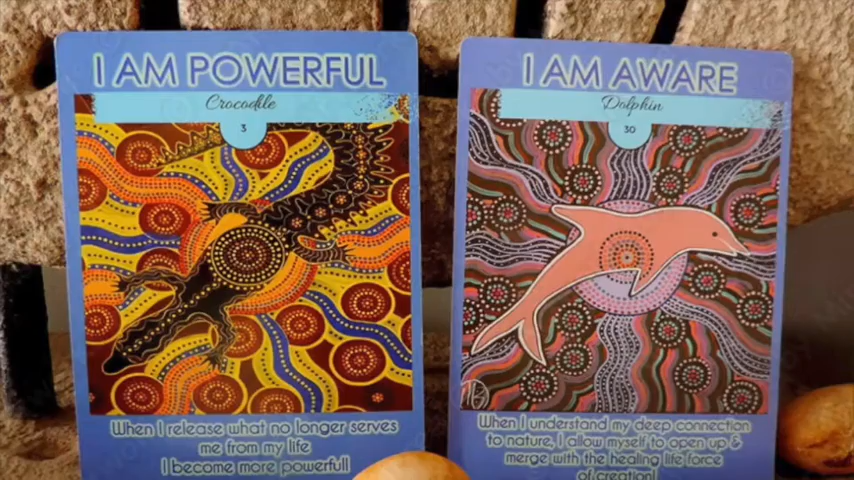 I AM POWERFUL
Crocodile
3
When I release what no longer serves
me from my life
I become more powerful!
I AM AWARE
Dolphin
30
When I understand my deep connection
to nature, I allow myself to open up &
merge with the healing life force
of creation!